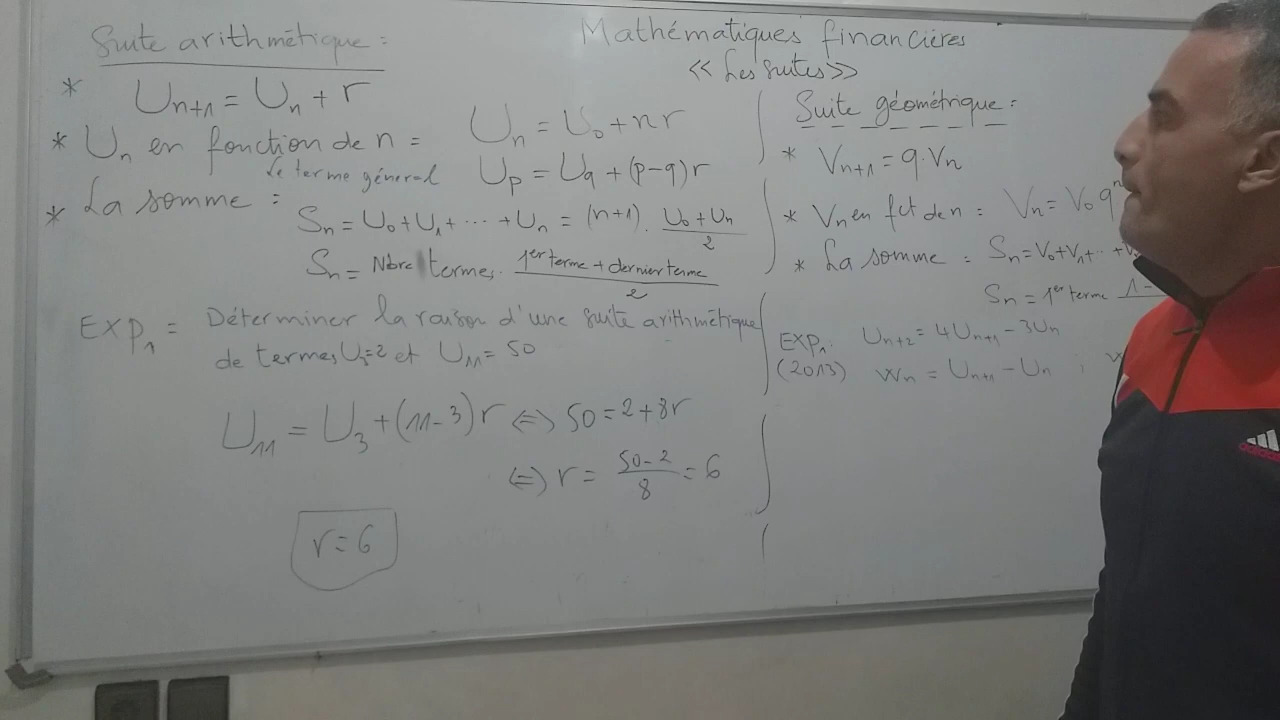 Mathématiques financières
<< Les suites >>
Suite arithmétique :
* Un+1 = Un + r
* Un en fonction de n = Un = U0 + nr
Le terme général Up = Uq + (p-q)r
* La somme :
Sn = U0 + U1 + ... + Un = (n+1). (U0 + Un)/2
Sn = Nbre termes. (1er terme + dernier terme)/2
EXP1 = Déterminer la raison d'une suite arithmétique
de termes U3=2 et U11 = 50
U11 = U3 + (11-3)r <=> 50 = 2+8r
<=> r = (50-2)/8 = 6
r = 6
Suite géométrique :
* Vn+1 = q.Vn
* Vn en fct de n : Vn = V0 q
* La somme : Sn = V0+V1+..+
Sn = 1er terme 1-
EXP1: Un+2 = 4Un+1 - 3Un
(2013) Wn = Un+1 - Un ;
adidas